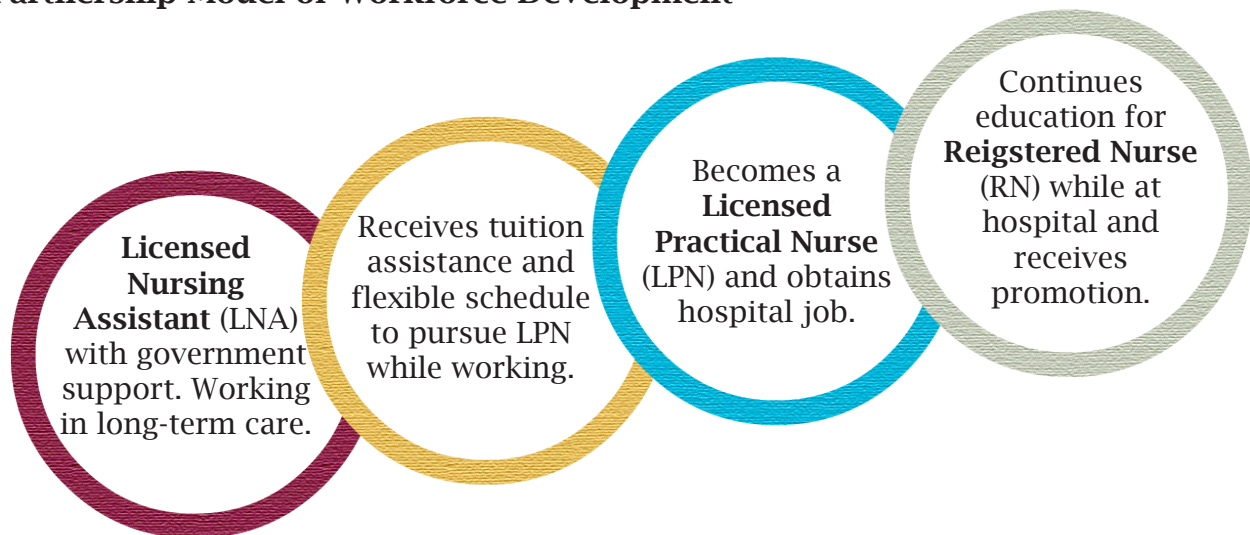 Partnership Model of Workforce Development
Licensed
Nursing
Assistant (LNA)
with government
support. Working
in long-term care.
Receives tuition
assistance and
flexible schedule
to pursue LPN
while working.
Becomes a
Licensed
Practical Nurse
(LPN) and obtains
hospital job.
Continues
education for
Reigstered Nurse
(RN) while at
hospital and
receives
promotion.